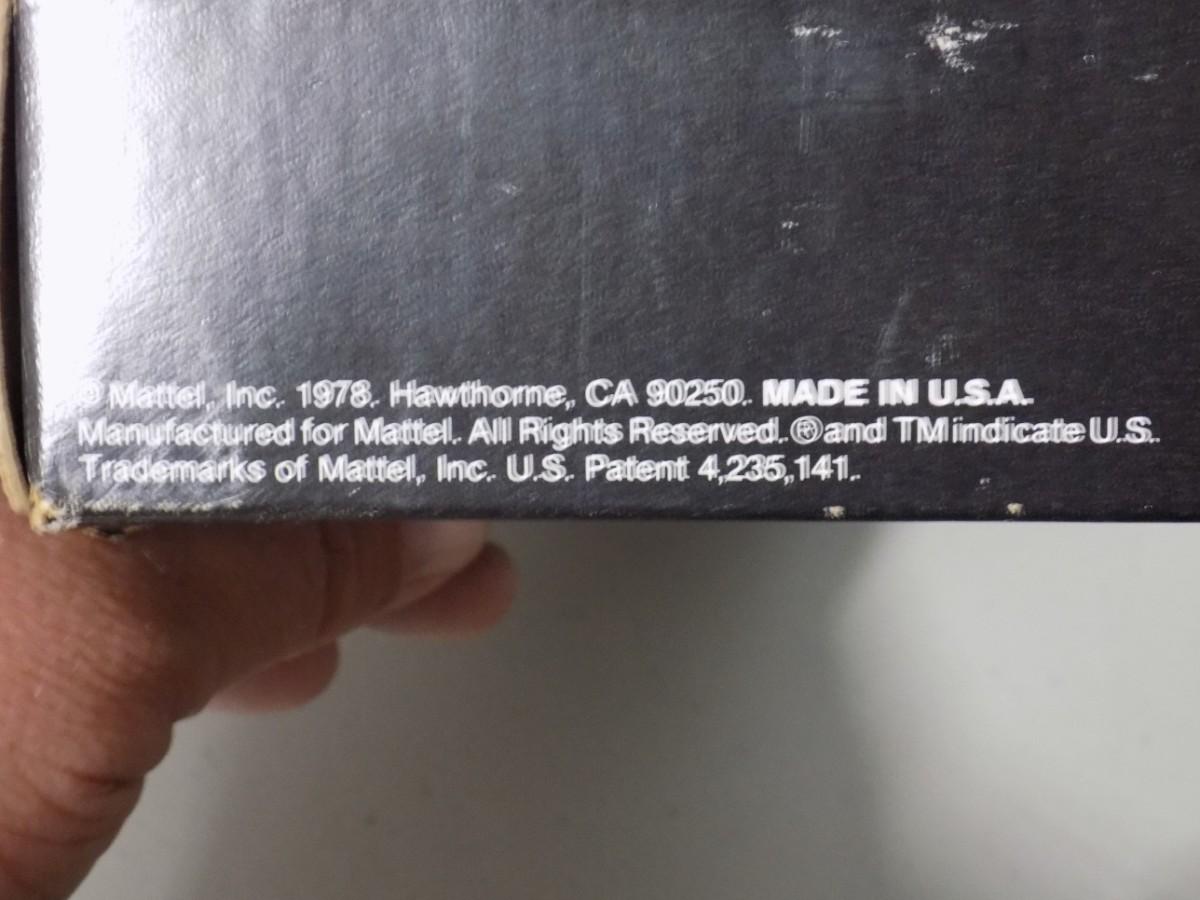 © Mattel, Inc. 1978. Hawthorne, CA 90250. MADE IN U.S.A.
Manufactured for Mattel. All Rights Reserved. ® and TM indicate U.S.
Trademarks of Mattel, Inc. U.S. Patent 4,235,141.